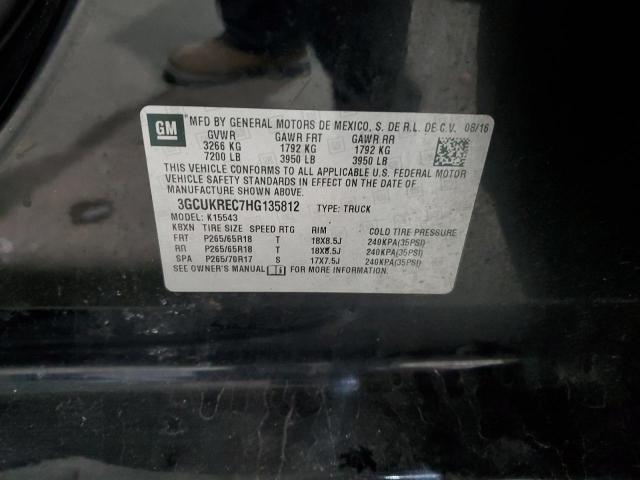 GM
MFD BY GENERAL MOTORS DE MEXICO, S. DE R.L. DE C.V. 08/16
GVWR GAWR FRT GAWR RR
3266 KG 1792 KG 1792 KG
7200 LB 3950 LB 3950 LB
THIS VEHICLE CONFORMS TO ALL APPLICABLE U.S. FEDERAL MOTOR
VEHICLE SAFETY STANDARDS IN EFFECT ON THE DATE OF
MANUFACTURE SHOWN ABOVE.
3GCUKREC7HG135812 TYPE: TRUCK
MODEL: K15543
KBXN TIRE SIZE SPEED RTG RIM COLD TIRE PRESSURE
FRT P265/65R18 T 18X8.5J 240KPA(35PSI)
RR P265/65R18 T 18X8.5J 240KPA(35PSI)
SPA P265/70R17 S 17X7.5J 240KPA(35PSI)
SEE OWNER'S MANUAL FOR MORE INFORMATION